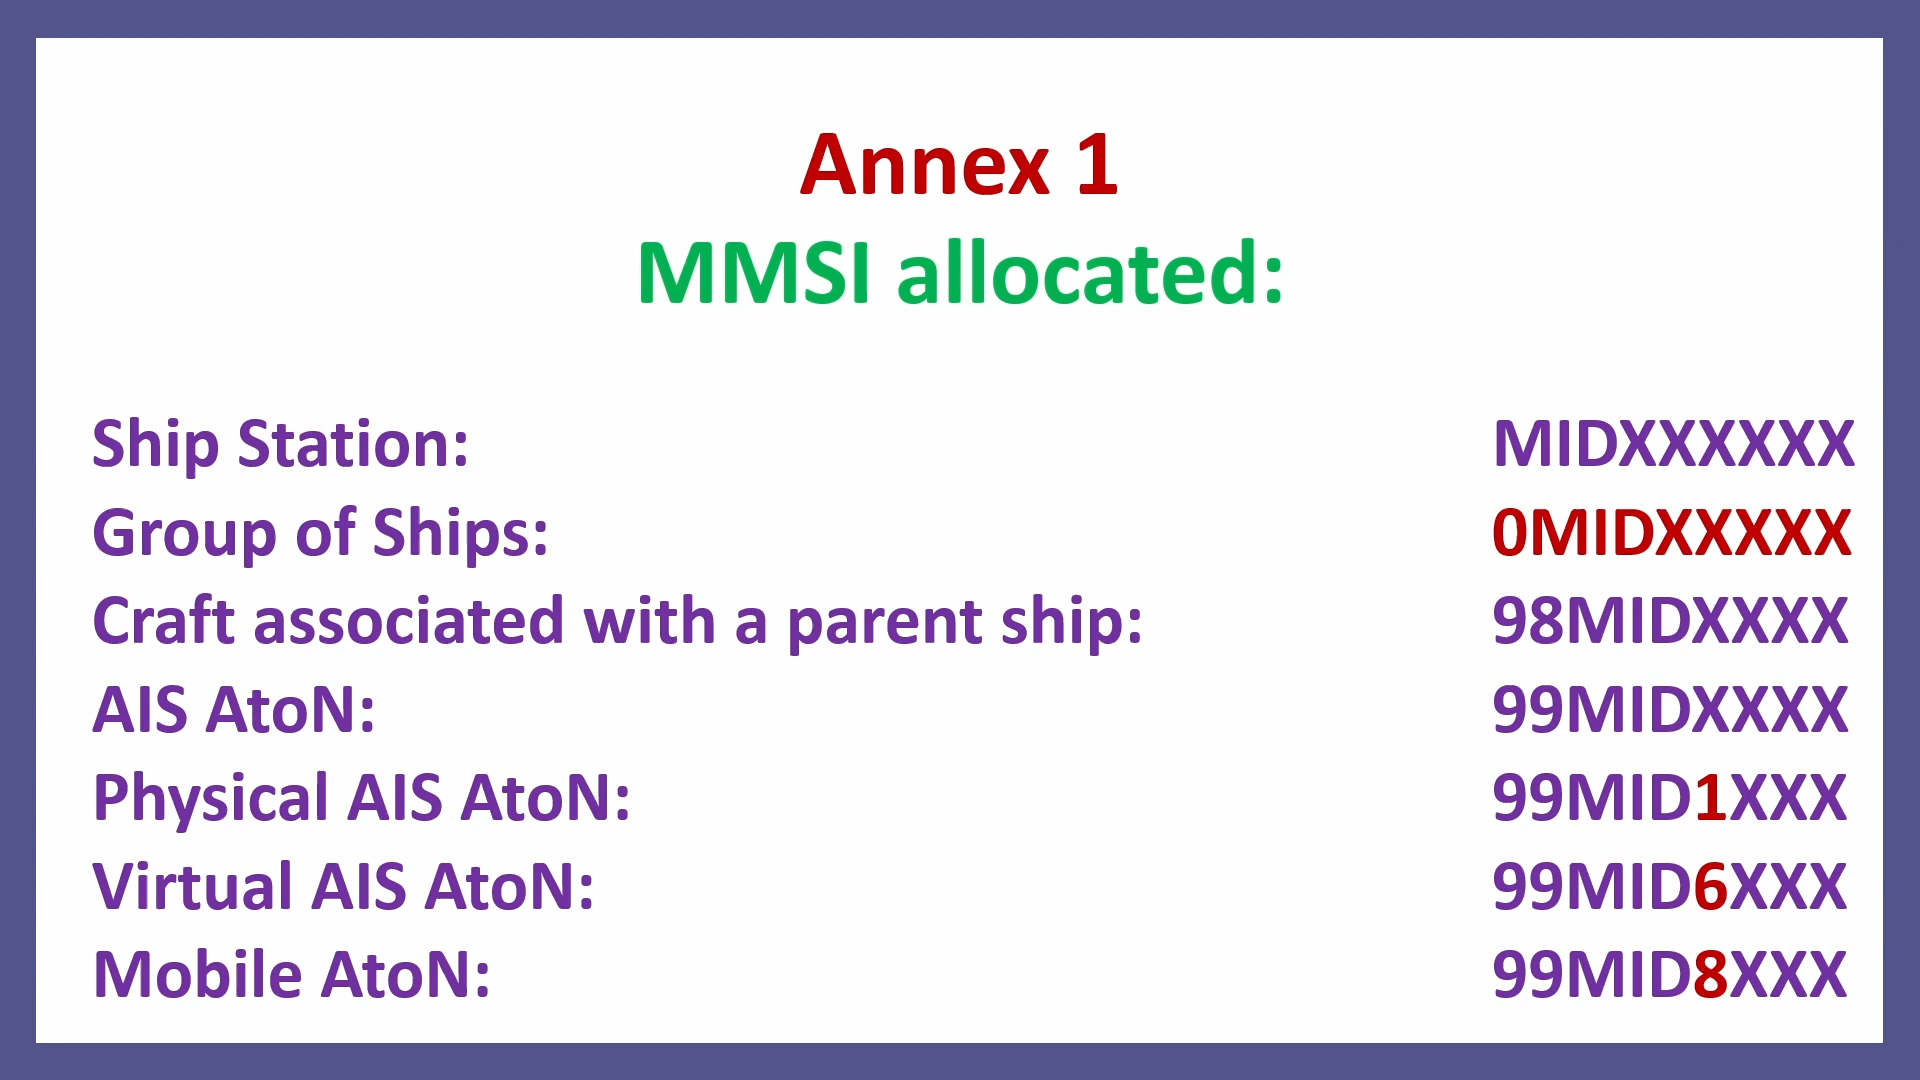 Annex 1
MMSI allocated:
Ship Station: MIDXXXXXX
Group of Ships: 0MIDXXXXX
Craft associated with a parent ship: 98MIDXXXX
AIS AtoN: 99MIDXXXX
Physical AIS AtoN: 99MID1XXX
Virtual AIS AtoN: 99MID6XXX
Mobile AtoN: 99MID8XXX